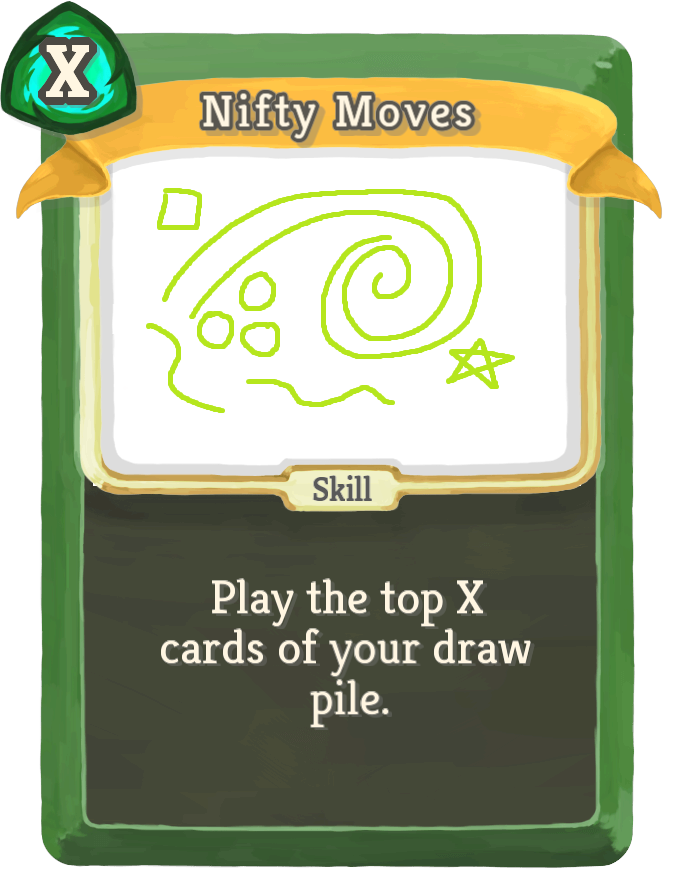 X
Nifty Moves
Skill
Play the top X
cards of your draw
pile.